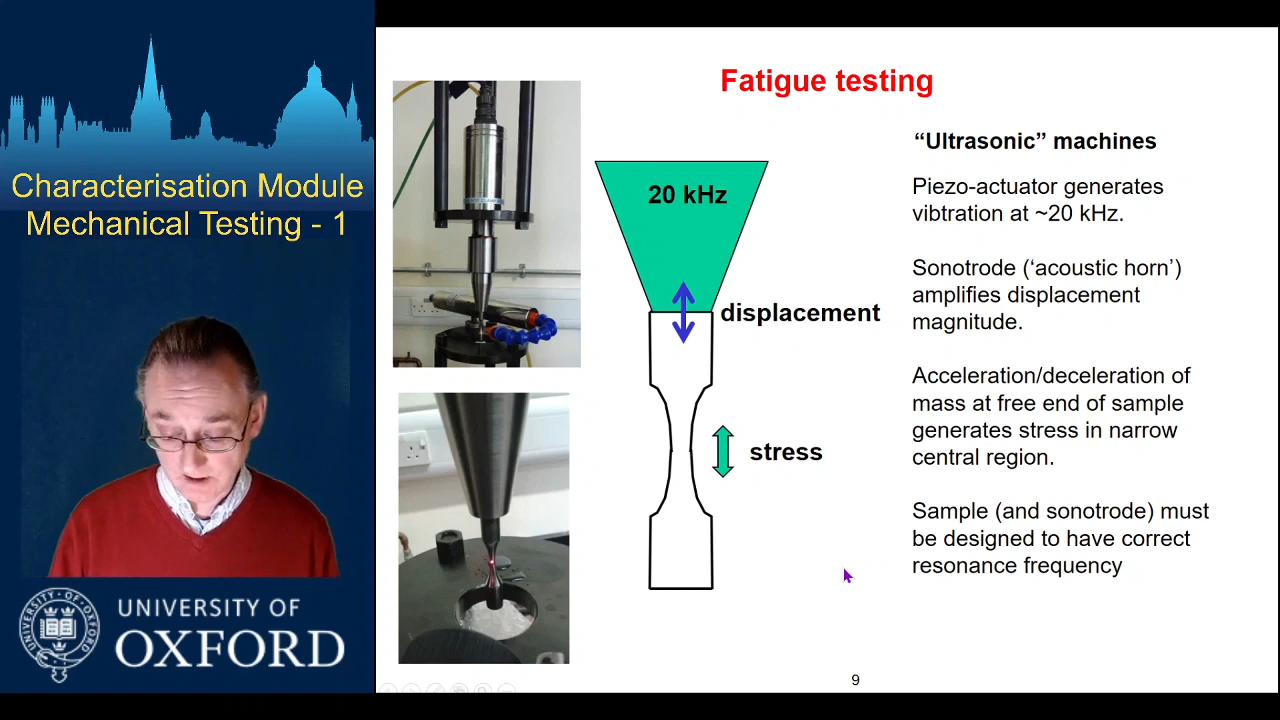 Characterisation Module
Mechanical Testing - 1
UNIVERSITY OF
OXFORD
Fatigue testing
20 kHz
displacement
stress
“Ultrasonic” machines
Piezo-actuator generates
vibtration at ~20 kHz.
Sonotrode (‘acoustic horn’)
amplifies displacement
magnitude.
Acceleration/deceleration of
mass at free end of sample
generates stress in narrow
central region.
Sample (and sonotrode) must
be designed to have correct
resonance frequency
9